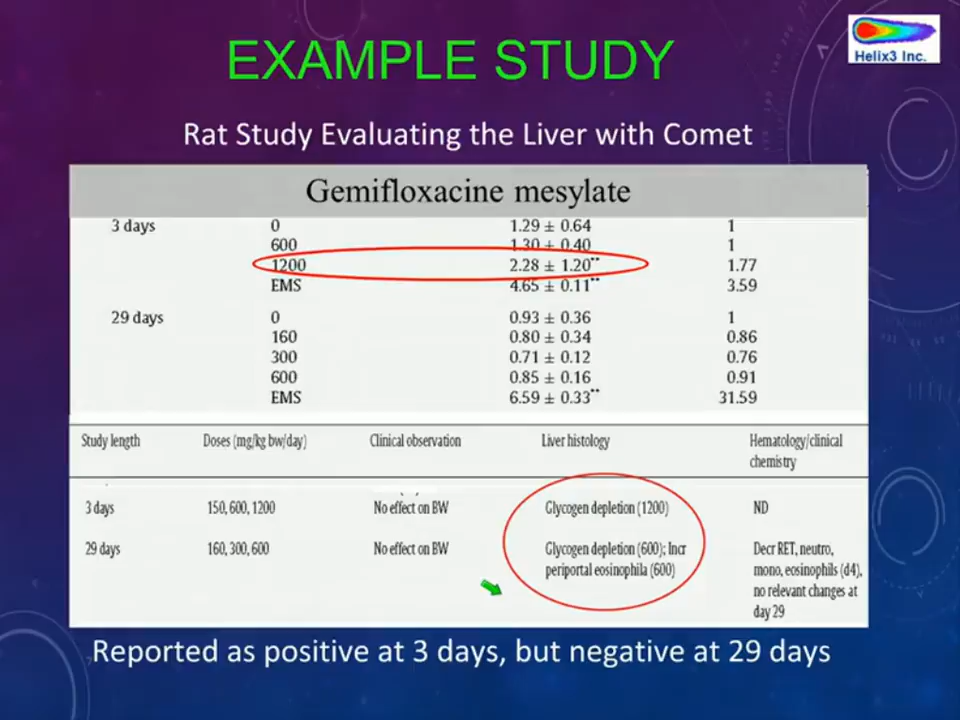 Helix3 Inc.
EXAMPLE STUDY
Rat Study Evaluating the Liver with Comet
Gemifloxacine mesylate
3 days 0 1.29 ± 0.64 1
600 1.30 ± 0.40 1
1200 2.28 ± 1.20** 1.77
EMS 4.65 ± 0.11** 3.59
29 days 0 0.93 ± 0.36 1
160 0.80 ± 0.34 0.86
300 0.71 ± 0.12 0.76
600 0.85 ± 0.16 0.91
EMS 6.59 ± 0.33** 31.59
Study length Doses (mg/kg bw/day) Clinical observation Liver histology Hematology/clinical
chemistry
3 days 150, 600, 1200 No effect on BW Glycogen depletion (1200) ND
29 days 160, 300, 600 No effect on BW Glycogen depletion (600); Incr Decr RET, neutro,
periportal eosinophila (600) mono, eosinophils (d4),
no relevant changes at
day 29
Reported as positive at 3 days, but negative at 29 days